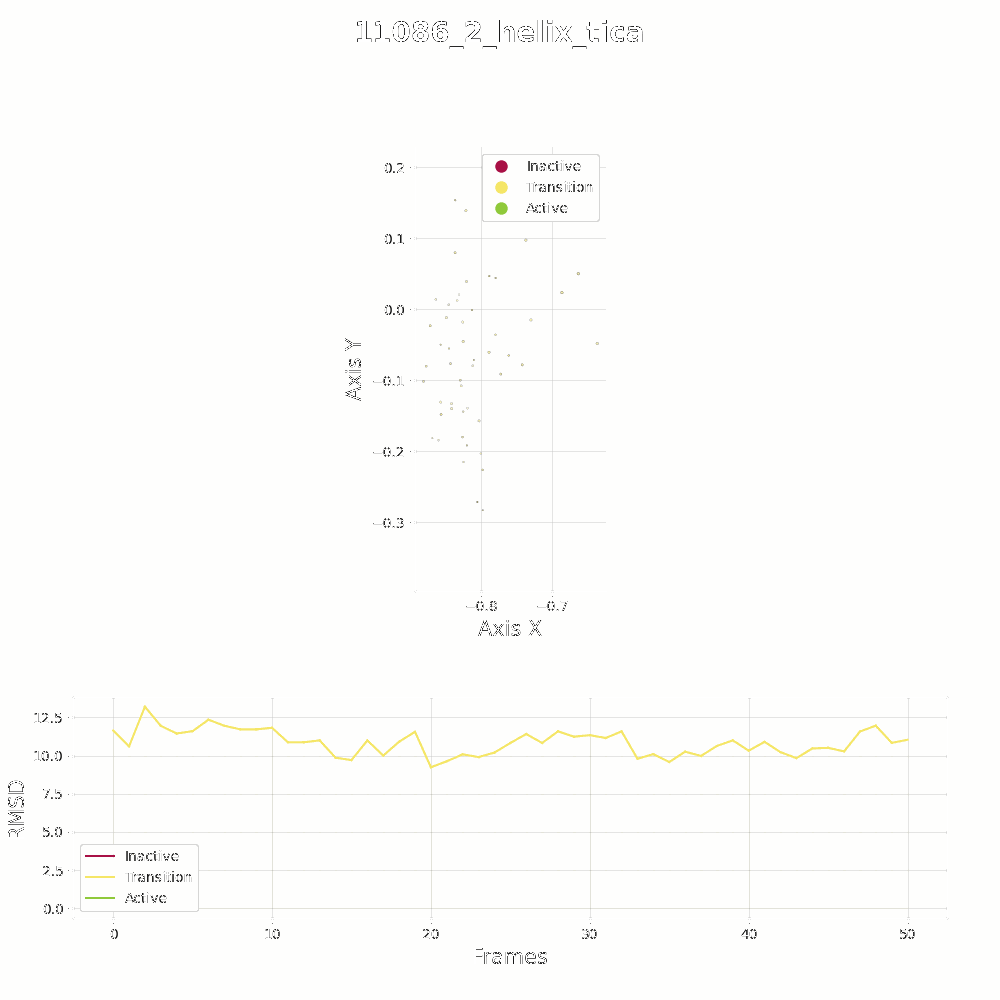 11086_2_helix_tica
Inactive
Transition
Active
0.2
0.1
0.0
−0.1
−0.2
−0.3
Axis Y
−0.8
−0.7
Axis X
12.5
10.0
7.5
5.0
2.5
0.0
RMSD
Inactive
Transition
Active
0
10
20
30
40
50
Frames